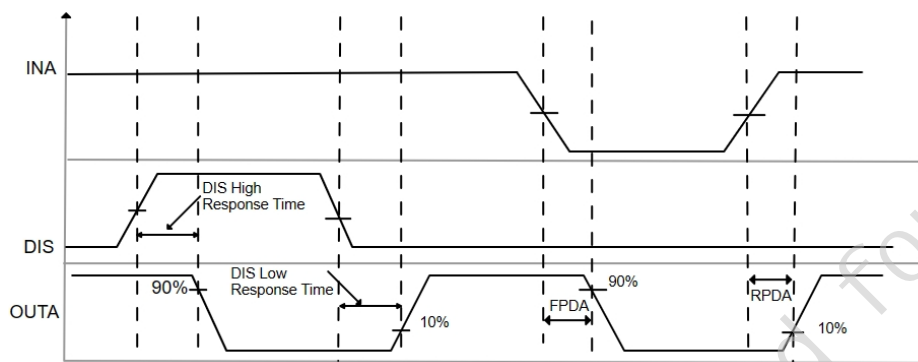 INA
DIS High
Response Time
DIS
DIS Low
Response Time
90%
90%
OUTA
FPDA
RPDA
10%
10%